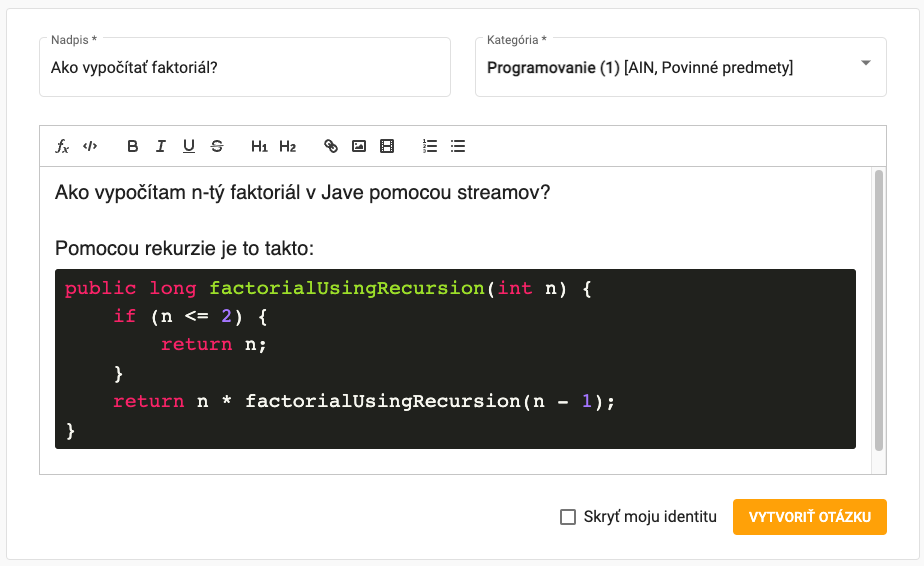 Nadpis *
Ako vypočítať faktoriál?
Kategória *
Programovanie (1) [AIN, Povinné predmety]
fx </> B I U S H1 H2
Ako vypočítam n-tý faktoriál v Jave pomocou streamov?
Pomocou rekurzie je to takto:
public long factorialUsingRecursion(int n) {
    if (n <= 2) {
        return n;
    }
    return n * factorialUsingRecursion(n - 1);
}
Skryť moju identitu
VYTVORIŤ OTÁZKU